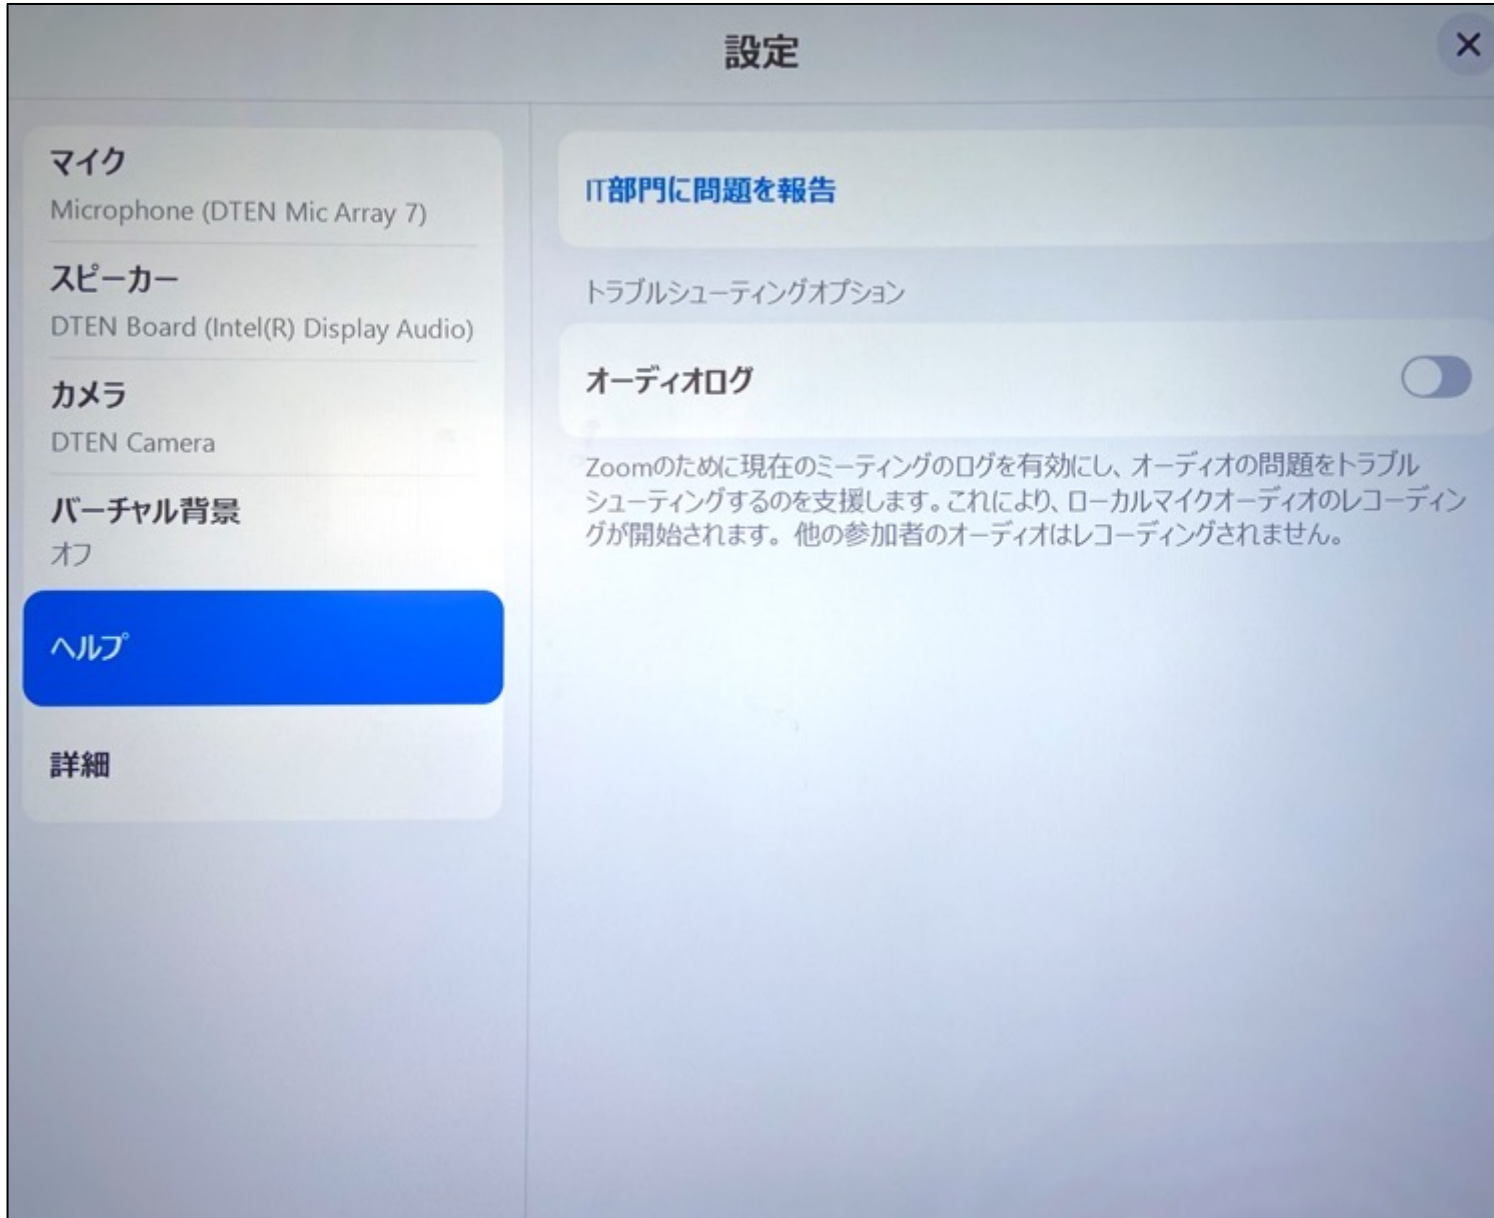 設定
マイク
Microphone (DTEN Mic Array 7)
スピーカー
DTEN Board (Intel(R) Display Audio)
カメラ
DTEN Camera
バーチャル背景
オフ
ヘルプ
詳細
IT部門に問題を報告
トラブルシューティングオプション
オーディオログ
Zoomのために現在のミーティングのログを有効にし、オーディオの問題をトラブル
シューティングするのを支援します。これにより、ローカルマイクオーディオのレコーディン
グが開始されます。他の参加者のオーディオはレコーディングされません。